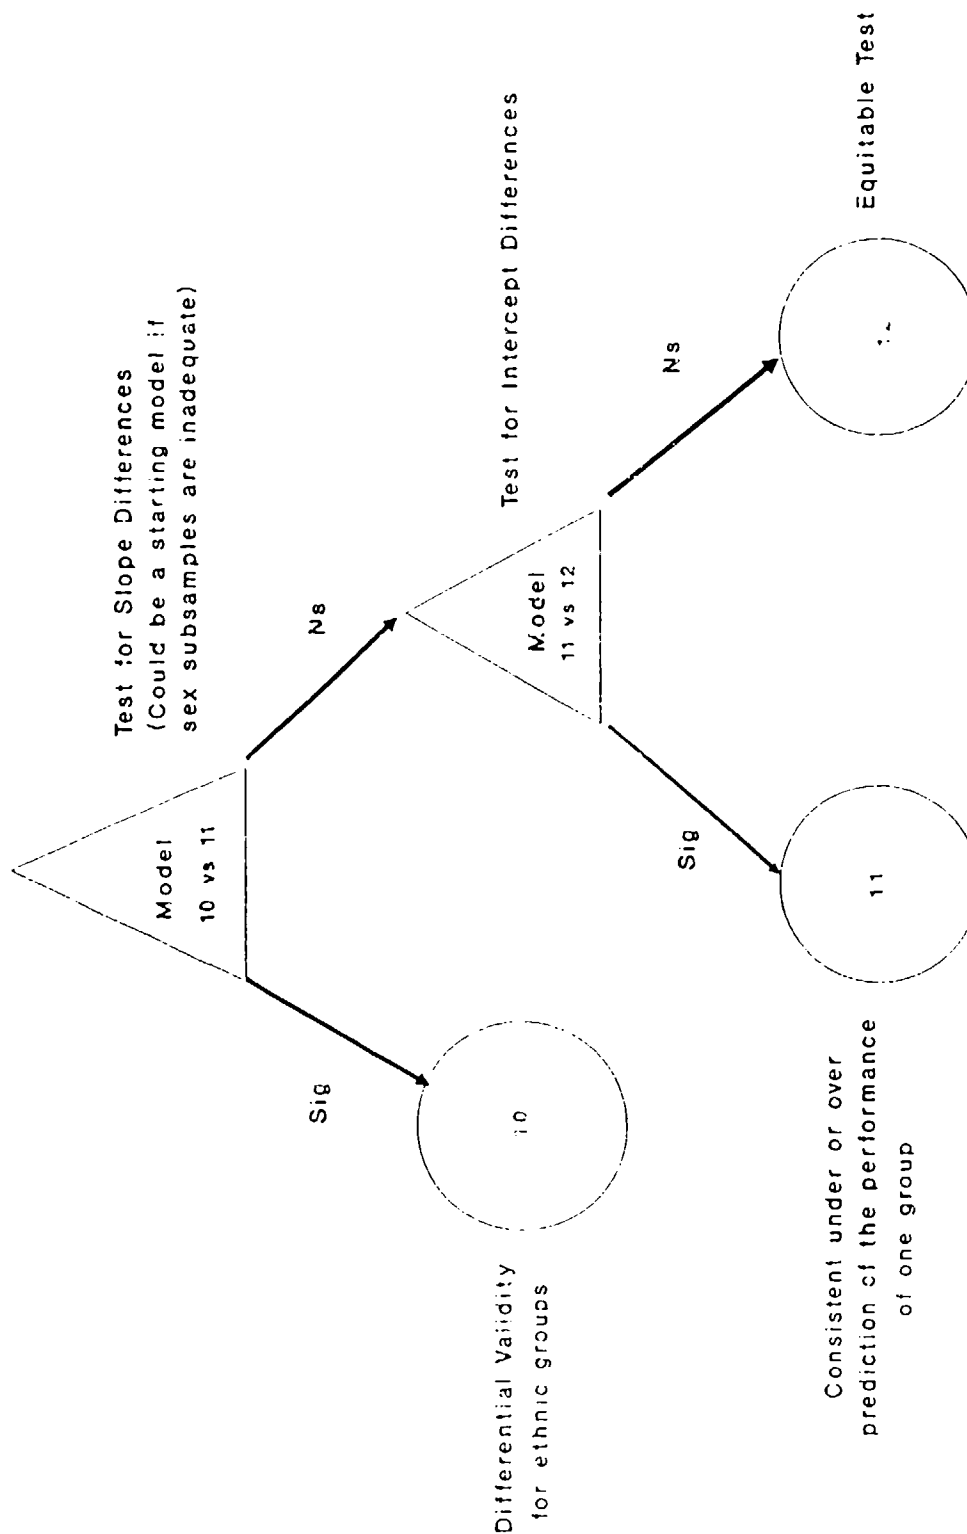 Test for Slope Differences
(Could be a starting model if
sex subsamples are inadequate)
Model
10 vs 11
Sig
Ns
Differential Validity
for ethnic groups
10
Test for Intercept Differences
Model
11 vs 12
Sig
Ns
Consistent under or over
prediction of the performance
of one group
11
Equitable Test